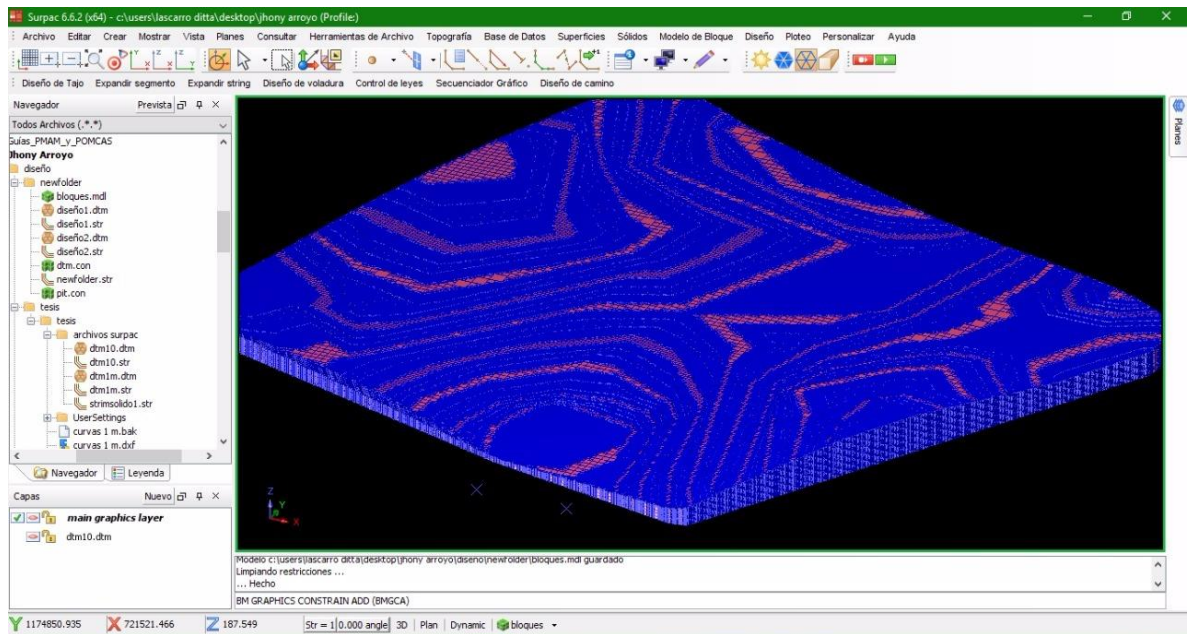 Surpac 6.6.2 (x64) - c:\users\lascarro ditta\desktop\jhony arroyo (Profile:)
Archivo Editar Crear Mostrar Vista Planes Consultar Herramientas de Archivo Topografía Base de Datos Superficies Sólidos Modelo de Bloque Diseño Ploteo Personalizar Ayuda
Diseño de Tajo Expandir segmento Expandir string Diseño de voladura Control de leyes Secuenciador Gráfico Diseño de camino
Navegador Prevista
Todos Archivos (.*.*)
Guías_PMAM_y_POMCAS
Jhony Arroyo
diseño
newfolder
bloques.mdl
diseño1.dtm
diseño1.str
diseño2.dtm
diseño2.str
dtm.con
newfolder.str
pit.con
tesis
tesis
archivos surpac
dtm10.dtm
dtm10.str
dtm1m.dtm
dtm1m.str
strimsolido1.str
UserSettings
curvas 1 m.bak
curvas 1 m.dxf
Navegador Leyenda
Capas Nuevo
main graphics layer
dtm10.dtm
Planes
Z
Y
X
Modelo c:\users\lascarro ditta\desktop\jhony arroyo\diseño\newfolder\bloques.mdl guardado
Limpiando restricciones ...
... Hecho
BM GRAPHICS CONSTRAIN ADD (BMGCA)
Y 1174850.935 X 721521.466 Z 187.549 Str = 1 0.000 angle 3D Plan Dynamic bloques